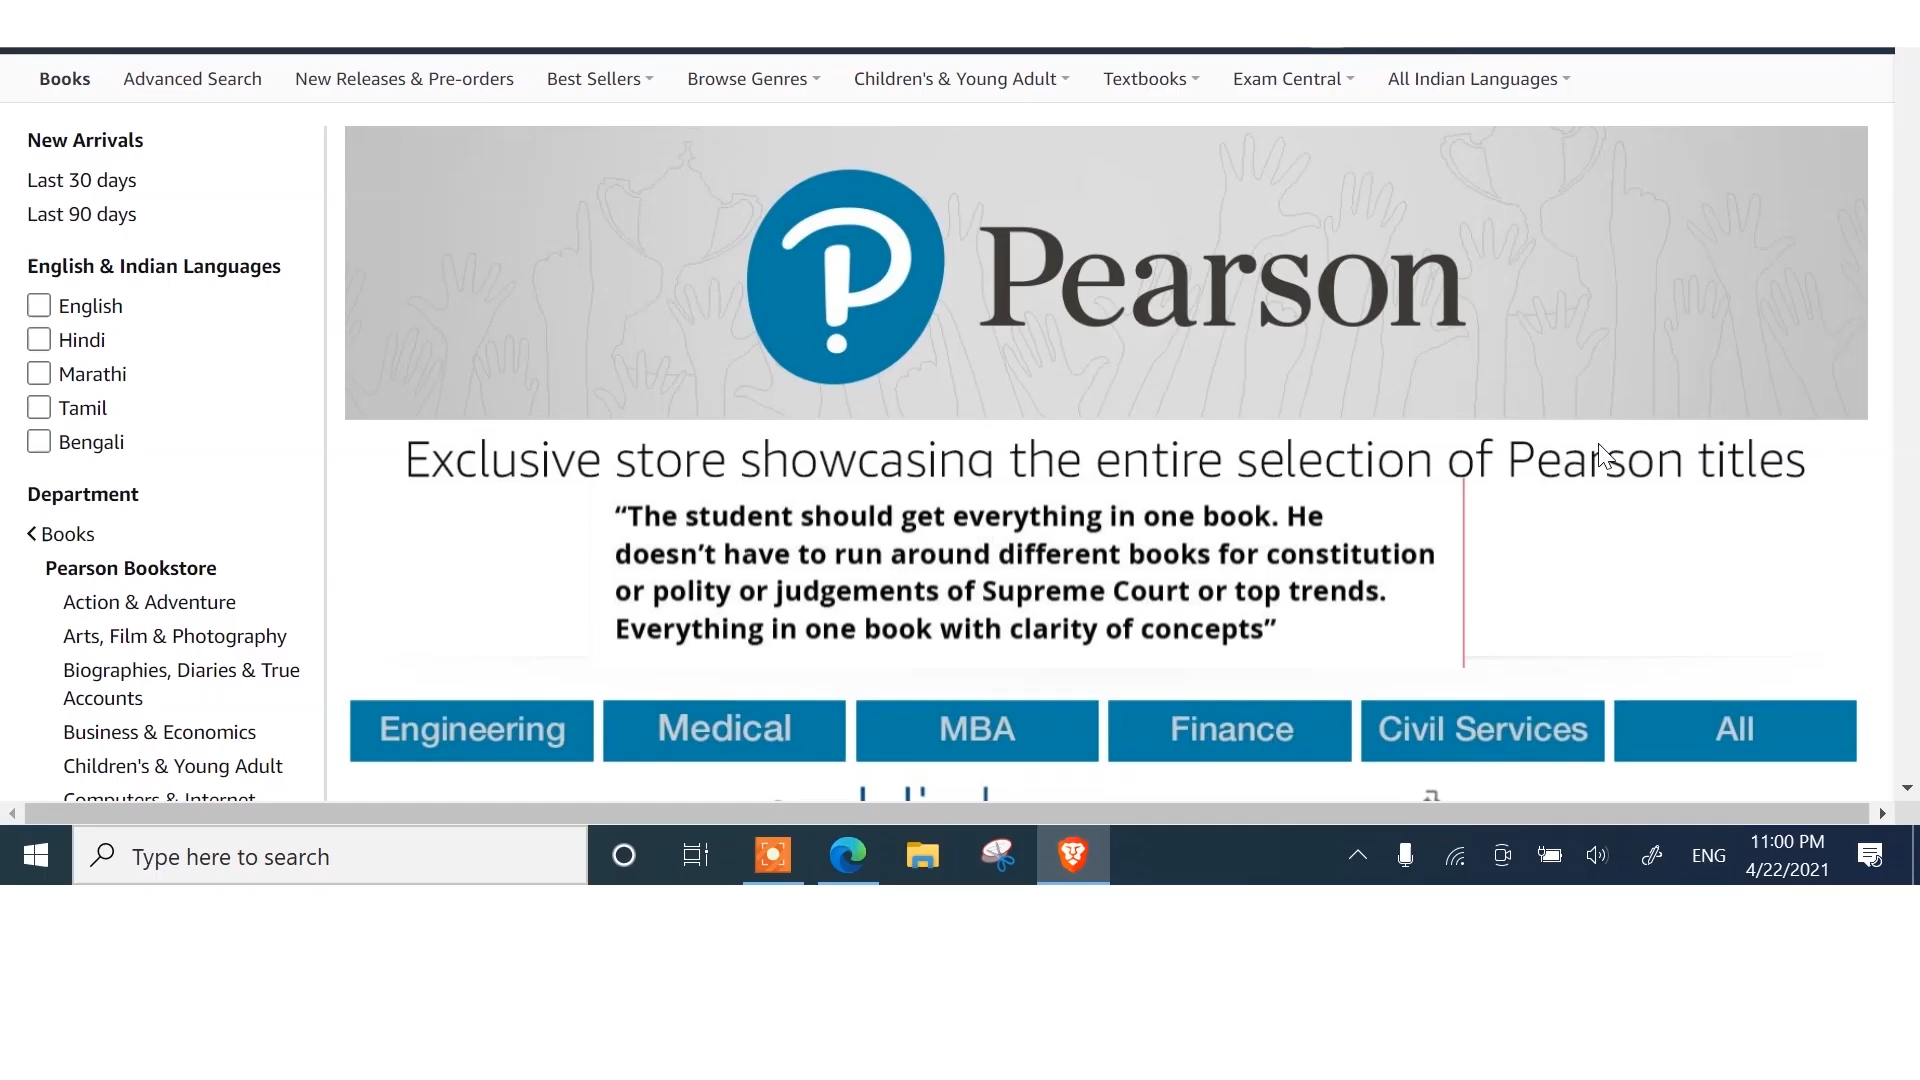 Books Advanced Search New Releases & Pre-orders Best Sellers Browse Genres Children's & Young Adult Textbooks Exam Central All Indian Languages
New Arrivals
Last 30 days
Last 90 days
English & Indian Languages
English
Hindi
Marathi
Tamil
Bengali
Department
Books
Pearson Bookstore
Action & Adventure
Arts, Film & Photography
Biographies, Diaries & True
Accounts
Business & Economics
Children's & Young Adult
Computers & Internet
Pearson
Exclusive store showcasing the entire selection of Pearson titles
“The student should get everything in one book. He
doesn’t have to run around different books for constitution
or polity or judgements of Supreme Court or top trends.
Everything in one book with clarity of concepts”
Engineering Medical MBA Finance Civil Services All
Type here to search
ENG
11:00 PM
4/22/2021